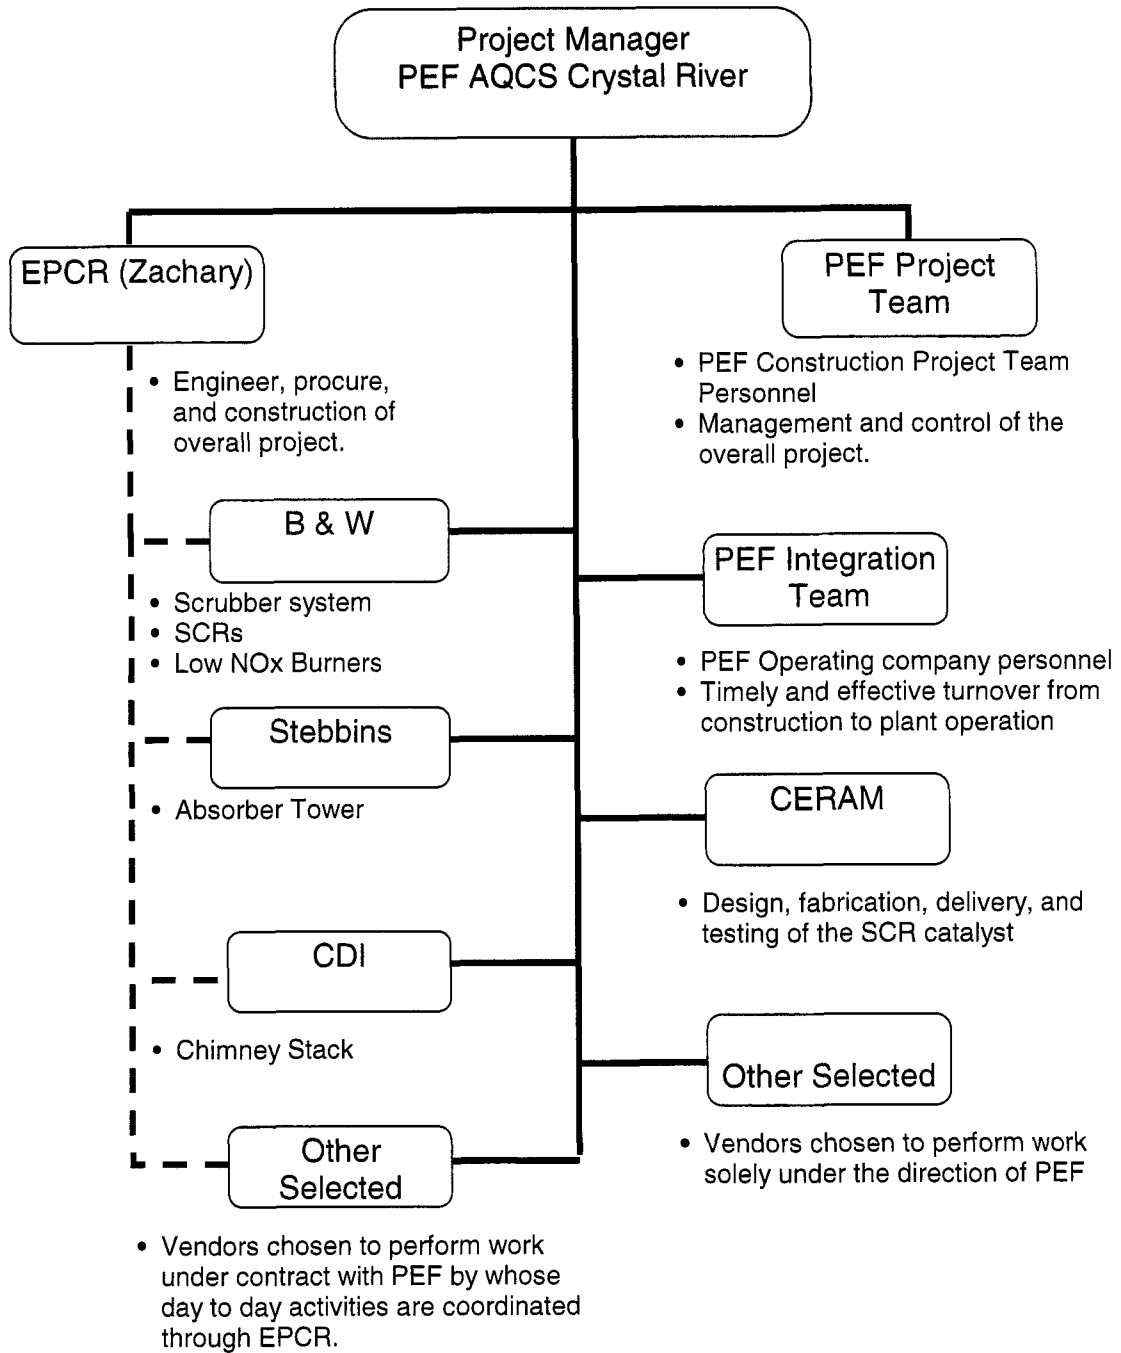 Project Manager
PEF AQCS Crystal River
EPCR (Zachary)
PEF Project
Team
• Engineer, procure,
and construction of
overall project.
• PEF Construction Project Team
Personnel
• Management and control of the
overall project.
B & W
• Scrubber system
• SCRs
• Low NOx Burners
PEF Integration
Team
• PEF Operating company personnel
• Timely and effective turnover from
construction to plant operation
Stebbins
• Absorber Tower
CERAM
• Design, fabrication, delivery, and
testing of the SCR catalyst
CDI
• Chimney Stack
Other Selected
• Vendors chosen to perform work
solely under the direction of PEF
Other
Selected
• Vendors chosen to perform work
under contract with PEF by whose
day to day activities are coordinated
through EPCR.